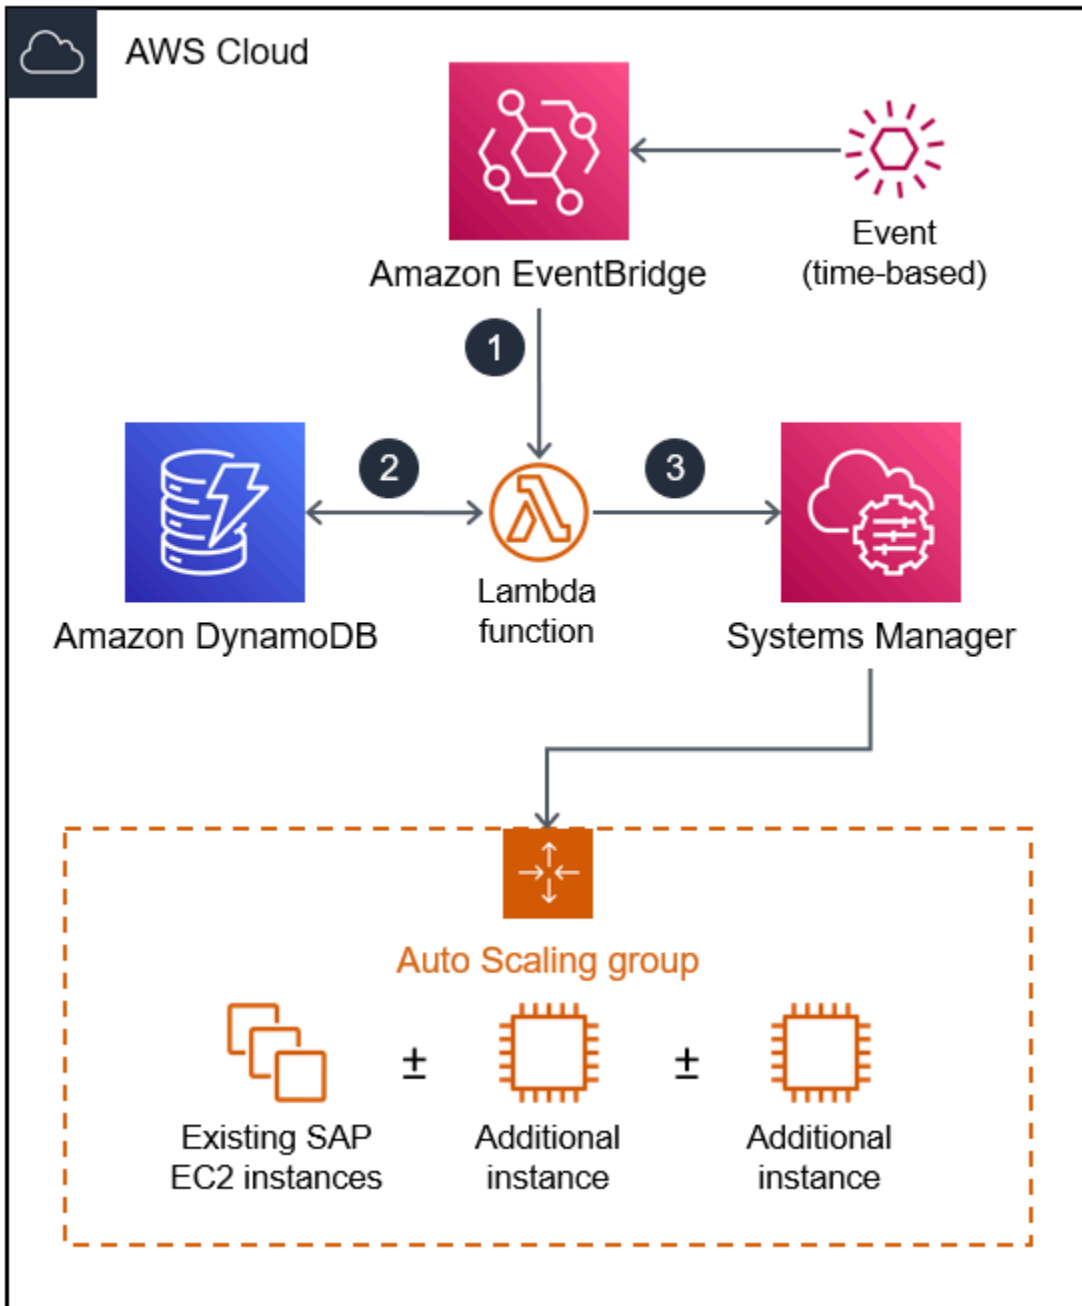 AWS Cloud
Amazon EventBridge
Event
(time-based)
1
2
3
Amazon DynamoDB
Lambda
function
Systems Manager
Auto Scaling group
Existing SAP
EC2 instances
±
Additional
instance
±
Additional
instance